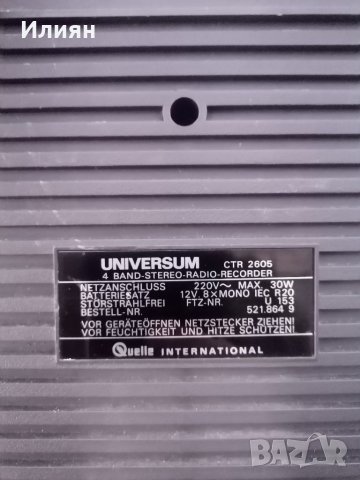 Илиян
UNIVERSUM CTR 2605
4 BAND-STEREO-RADIO-RECORDER
NETZANSCHLUSS 220V～ MAX. 30W
BATTERIESATZ 12V, 8×MONO IEC R20
STÖRSTRAHLFREI FTZ-NR. U 153
BESTELL-NR. 521.864 9
VOR GERÄTEÖFFNEN NETZSTECKER ZIEHEN!
VOR FEUCHTIGKEIT UND HITZE SCHÜTZEN!
Quelle INTERNATIONAL
BAZAR